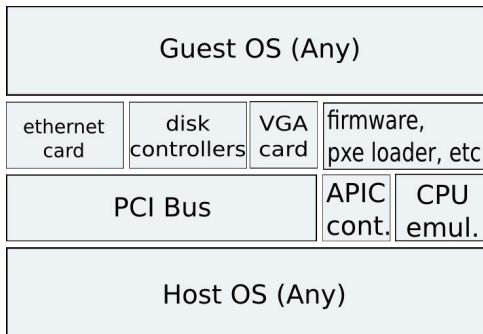 Guest OS (Any)
ethernet
card
disk
controllers
VGA
card
firmware,
pxe loader, etc
PCI Bus
APIC
cont.
CPU
emul.
Host OS (Any)